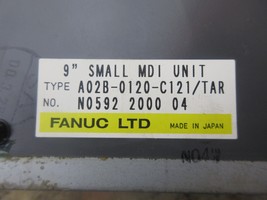 9" SMALL MDI UNIT
TYPE A02B-0120-C121/TAR
NO. N0592 2000 04
FANUC LTD MADE IN JAPAN